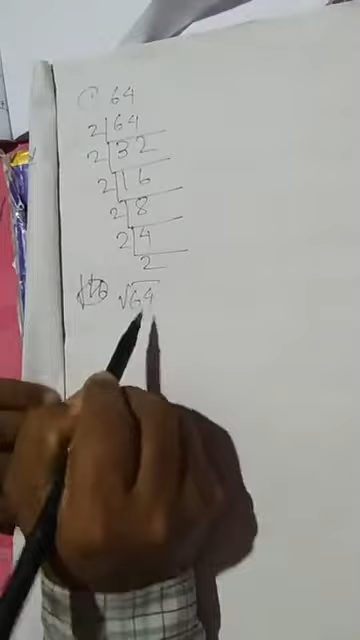 64
2 | 64
2 | 32
2 | 16
2 | 8
2 | 4
2
√64